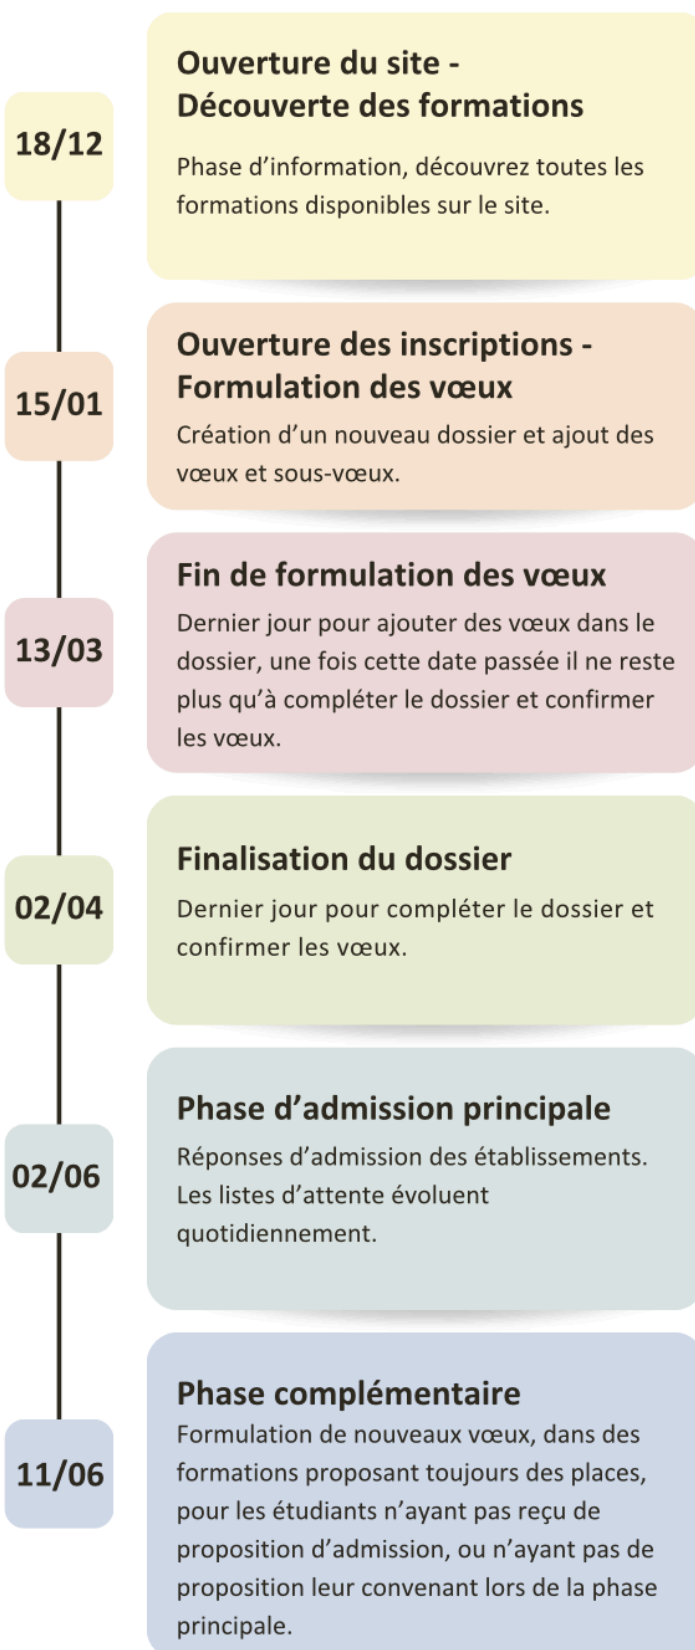 18/12
Ouverture du site -
Découverte des formations
Phase d’information, découvrez toutes les
formations disponibles sur le site.
15/01
Ouverture des inscriptions -
Formulation des vœux
Création d’un nouveau dossier et ajout des
vœux et sous-vœux.
13/03
Fin de formulation des vœux
Dernier jour pour ajouter des vœux dans le
dossier, une fois cette date passée il ne reste
plus qu’à compléter le dossier et confirmer
les vœux.
02/04
Finalisation du dossier
Dernier jour pour compléter le dossier et
confirmer les vœux.
02/06
Phase d’admission principale
Réponses d’admission des établissements.
Les listes d’attente évoluent
quotidiennement.
11/06
Phase complémentaire
Formulation de nouveaux vœux, dans des
formations proposant toujours des places,
pour les étudiants n’ayant pas reçu de
proposition d’admission, ou n’ayant pas de
proposition leur convenant lors de la phase
principale.